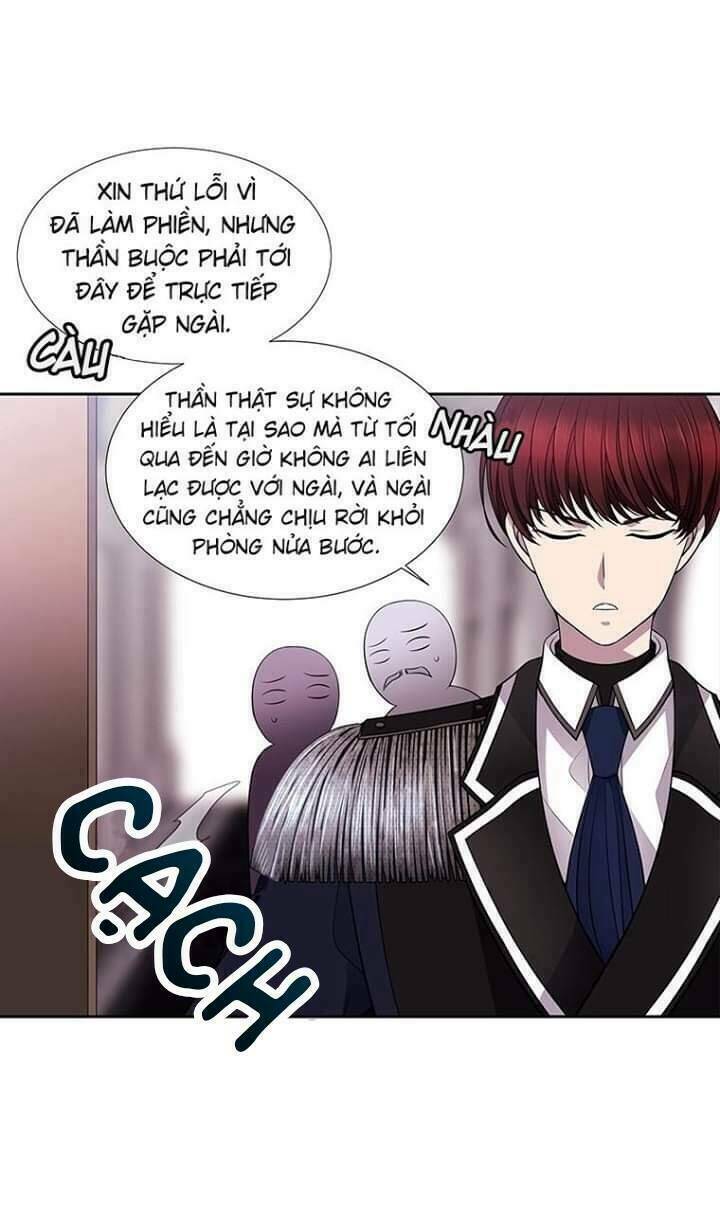 XIN THỨ LỖI VÌ
ĐÃ LÀM PHIỀN, NHƯNG
THẦN BUỘC PHẢI TỚI
ĐÂY ĐỂ TRỰC TIẾP
GẶP NGÀI.
CÀU
NHÀU
THẦN THẬT SỰ KHÔNG
HIỂU LÀ TẠI SAO MÀ TỪ TỐI
QUA ĐẾN GIỜ KHÔNG AI LIÊN
LẠC ĐƯỢC VỚI NGÀI, VÀ NGÀI
CŨNG CHẲNG CHỊU RỜI KHỎI
PHÒNG NỬA BƯỚC.
CẠCH